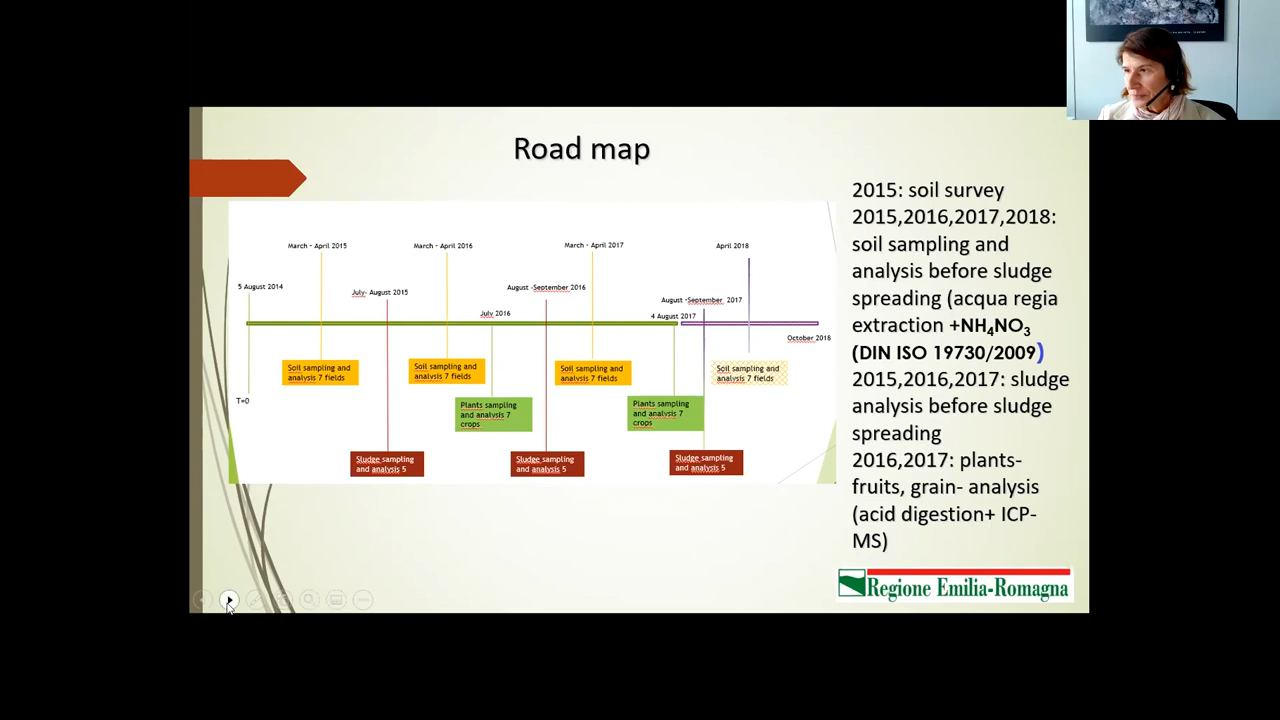 Road map
March - April 2015
March - April 2016
March - April 2017
April 2018
5 August 2014
July- August 2015
August -September 2016
August -September 2017
July 2016
4 August 2017
October 2018
T=0
Soil sampling and
analysis 7 fields
Soil sampling and
analysis 7 fields
Soil sampling and
analysis 7 fields
Soil sampling and
analysis 7 fields
Plants sampling
and analysis 7
crops
Plants sampling
and analysis 7
crops
Sludge sampling
and analysis 5
Sludge sampling
and analysis 5
Sludge sampling
and analysis 5
2015: soil survey
2015,2016,2017,2018:
soil sampling and
analysis before sludge
spreading (acqua regia
extraction +NH₄NO₃
(DIN ISO 19730/2009)
2015,2016,2017: sludge
analysis before sludge
spreading
2016,2017: plants-
fruits, grain- analysis
(acid digestion+ ICP-
MS)
Regione Emilia-Romagna